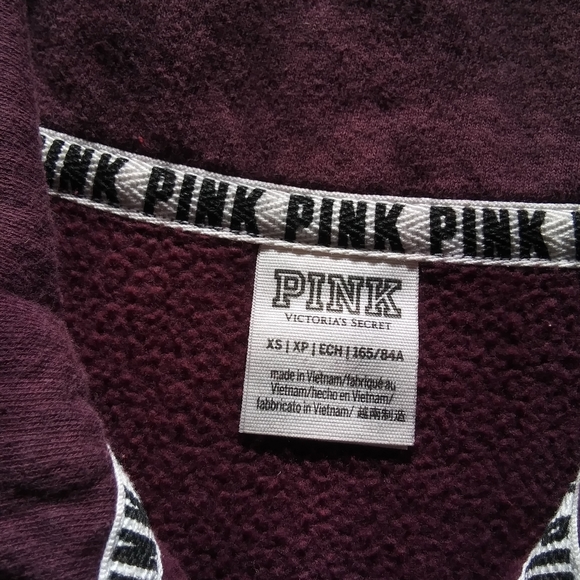 INK PINK PINK PINK PINK P
PINK
VICTORIA'S SECRET
XS | XP | ECH | 165/84A
made in Vietnam/fabriqué au
Vietnam/hecho en Vietnam/
fabbricato in Vietnam/ 越南制造